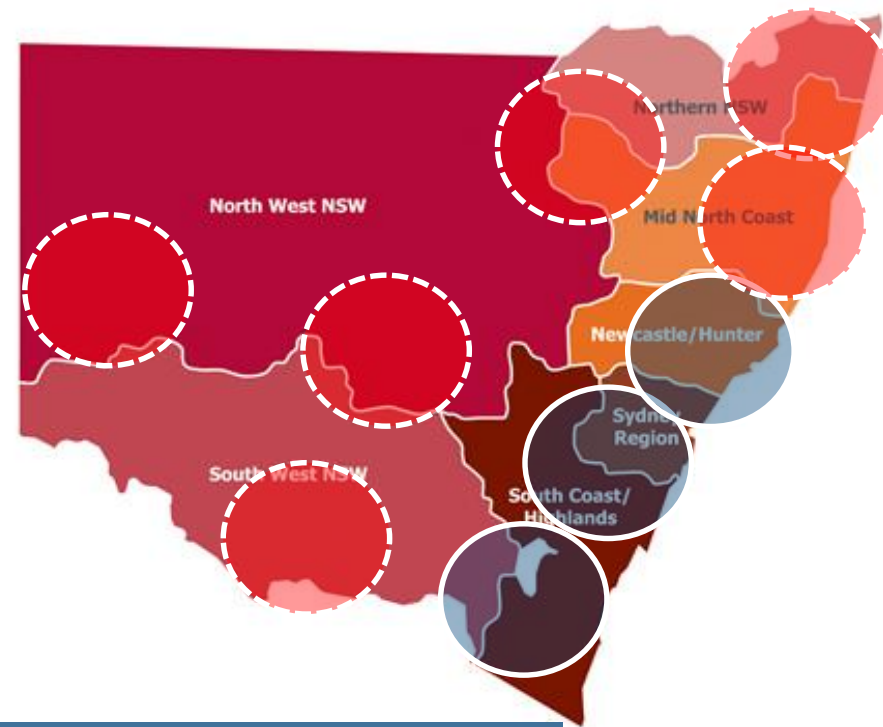 Northern NSW
North West NSW
Mid North Coast
Newcastle/Hunter
Sydney
Region
South West NSW
South Coast/
Highlands